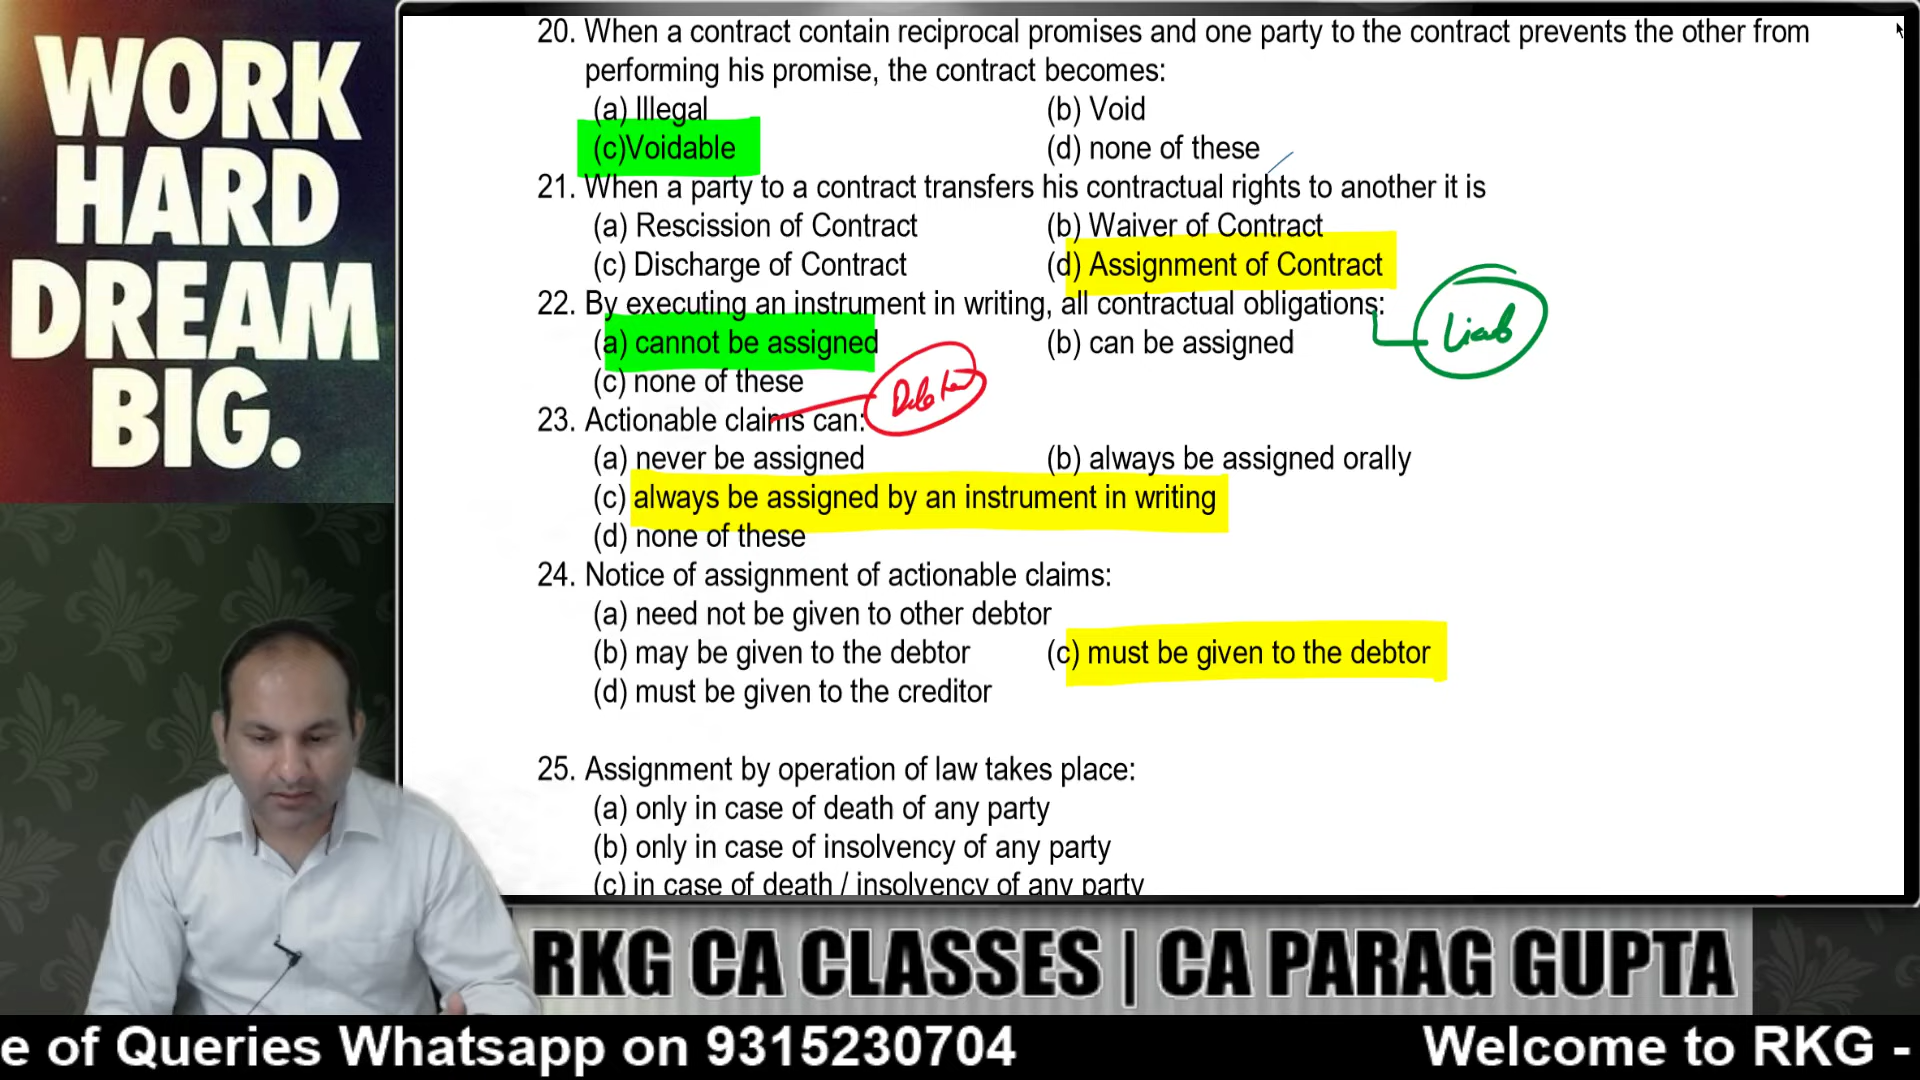 WORK
HARD
DREAM
BIG.
20. When a contract contain reciprocal promises and one party to the contract prevents the other from
performing his promise, the contract becomes:
(a) Illegal (b) Void
(c)Voidable (d) none of these
21. When a party to a contract transfers his contractual rights to another it is
(a) Rescission of Contract (b) Waiver of Contract
(c) Discharge of Contract (d) Assignment of Contract
22. By executing an instrument in writing, all contractual obligations:
Liab
(a) cannot be assigned (b) can be assigned
(c) none of these
23. Actionable claims can:
(a) never be assigned (b) always be assigned orally
(c) always be assigned by an instrument in writing
(d) none of these
24. Notice of assignment of actionable claims:
(a) need not be given to other debtor
(b) may be given to the debtor (c) must be given to the debtor
(d) must be given to the creditor
25. Assignment by operation of law takes place:
(a) only in case of death of any party
(b) only in case of insolvency of any party
(c) in case of death / insolvency of any party
RKG CA CLASSES | CA PARAG GUPTA
e of Queries Whatsapp on 9315230704 Welcome to RKG -